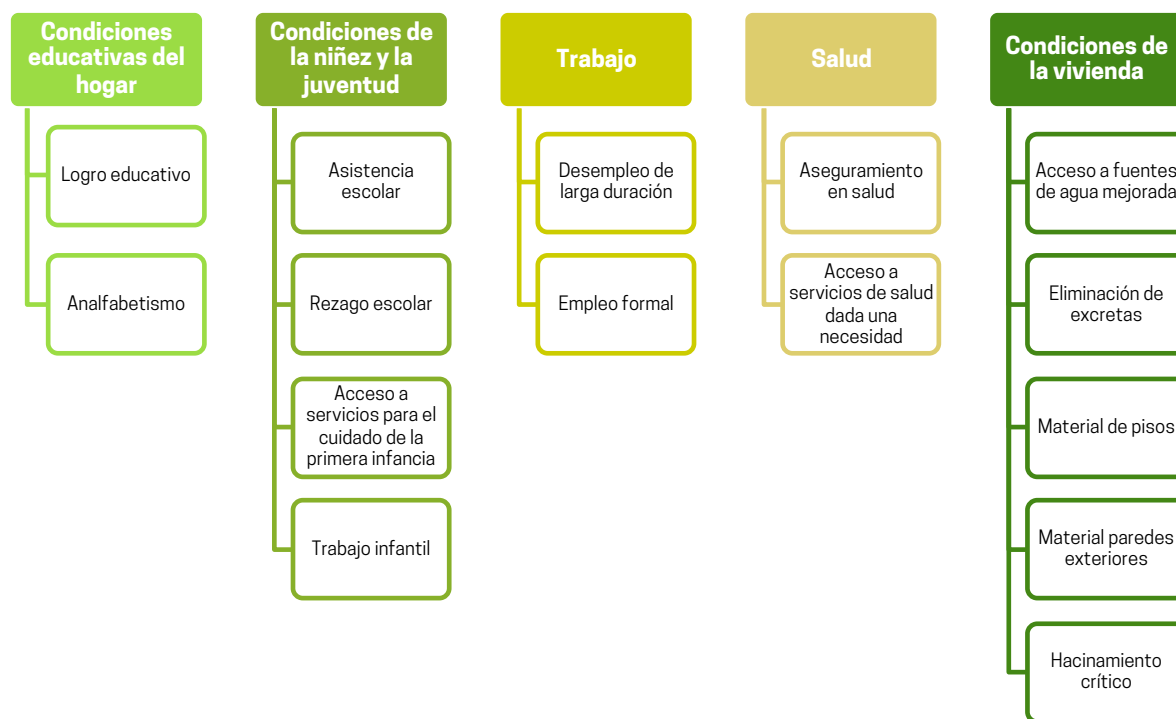 Condiciones
educativas del
hogar
Logro educativo
Analfabetismo
Condiciones de
la niñez y la
juventud
Asistencia
escolar
Rezago escolar
Acceso a
servicios para el
cuidado de la
primera infancia
Trabajo infantil
Trabajo
Desempleo de
larga duración
Empleo formal
Salud
Aseguramiento
en salud
Acceso a
servicios de salud
dada una
necesidad
Condiciones de
la vivienda
Acceso a fuentes
de agua mejorada
Eliminación de
excretas
Material de pisos
Material paredes
exteriores
Hacinamiento
crítico